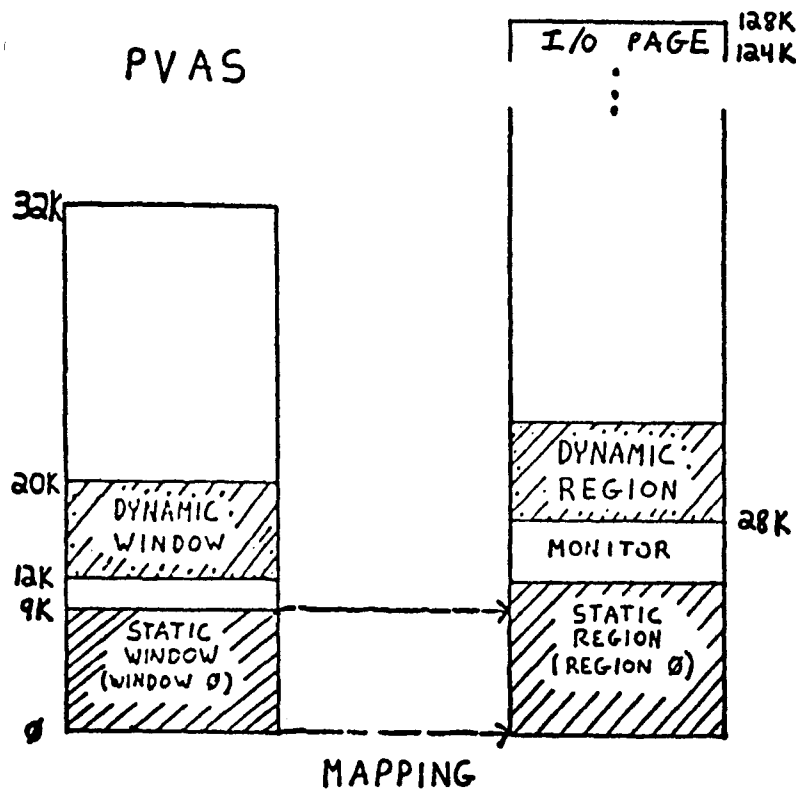 PVAS
32K
20K
DYNAMIC
WINDOW
12K
9K
STATIC
WINDOW
(WINDOW Ø)
Ø
128K
I/O PAGE
124K
DYNAMIC
REGION
28K
MONITOR
STATIC
REGION
(REGION Ø)
MAPPING